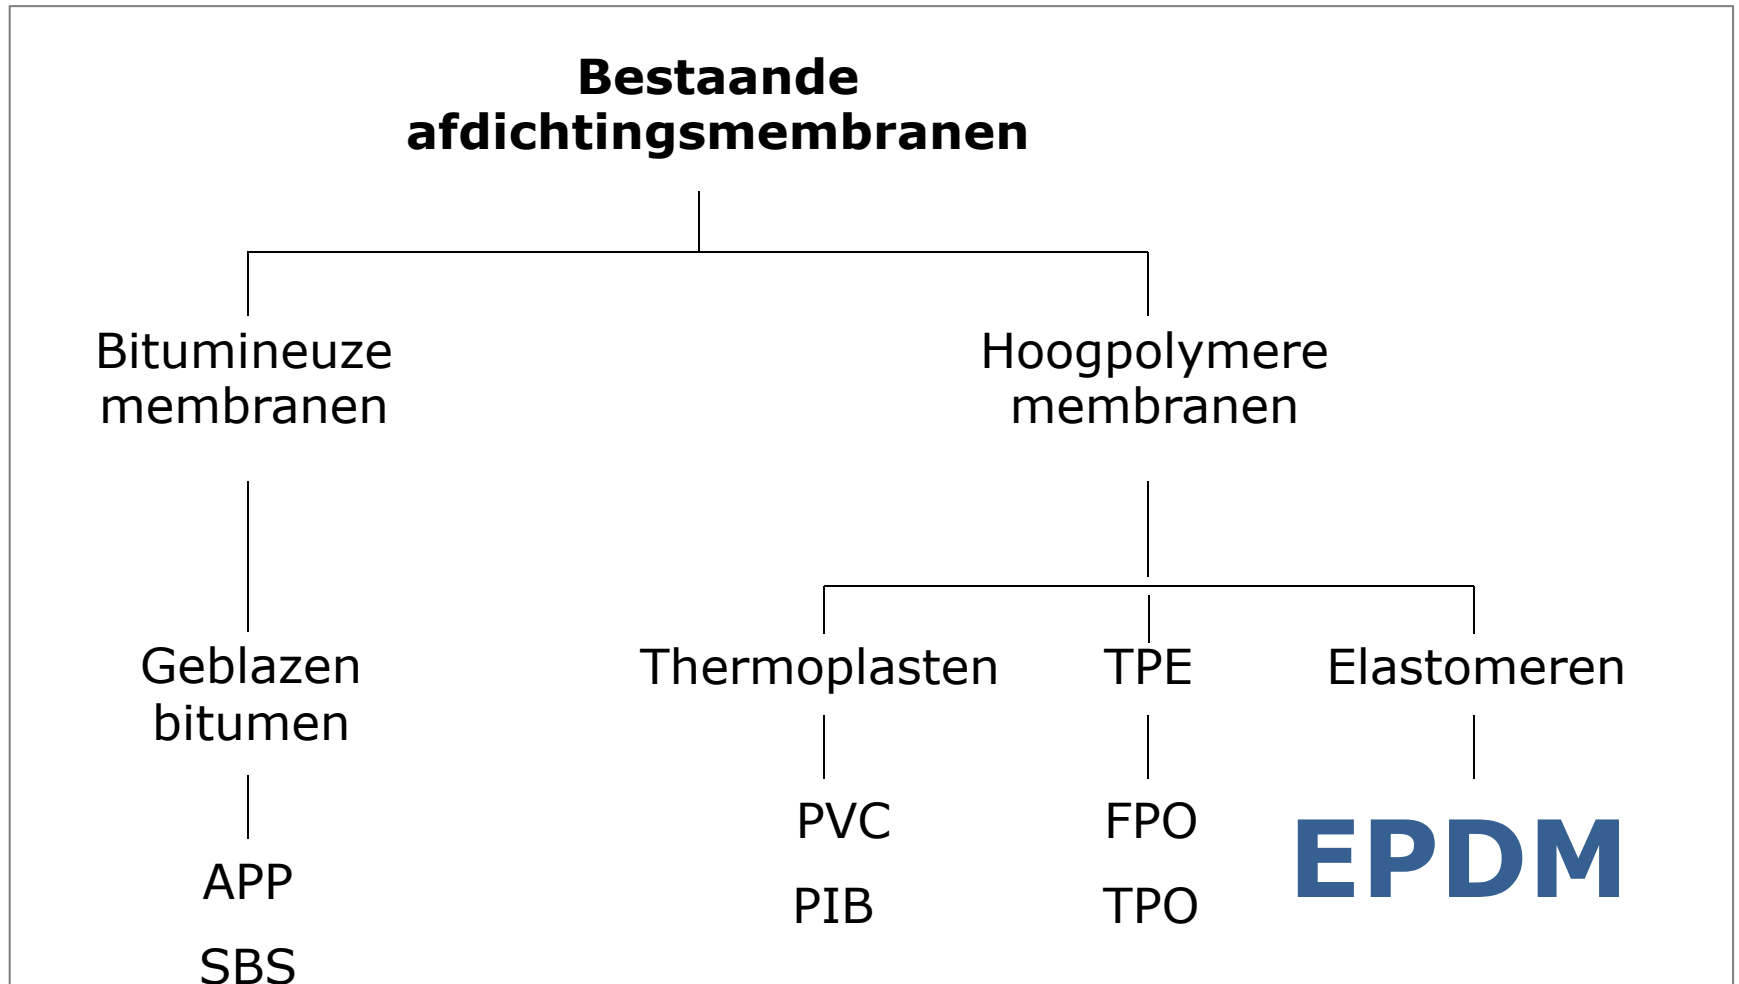 Bestaande
afdichtingsmembranen
Bitumineuze
membranen
Hoogpolymere
membranen
Geblazen
bitumen
Thermoplasten
TPE
Elastomeren
APP
SBS
PVC
PIB
FPO
TPO
EPDM